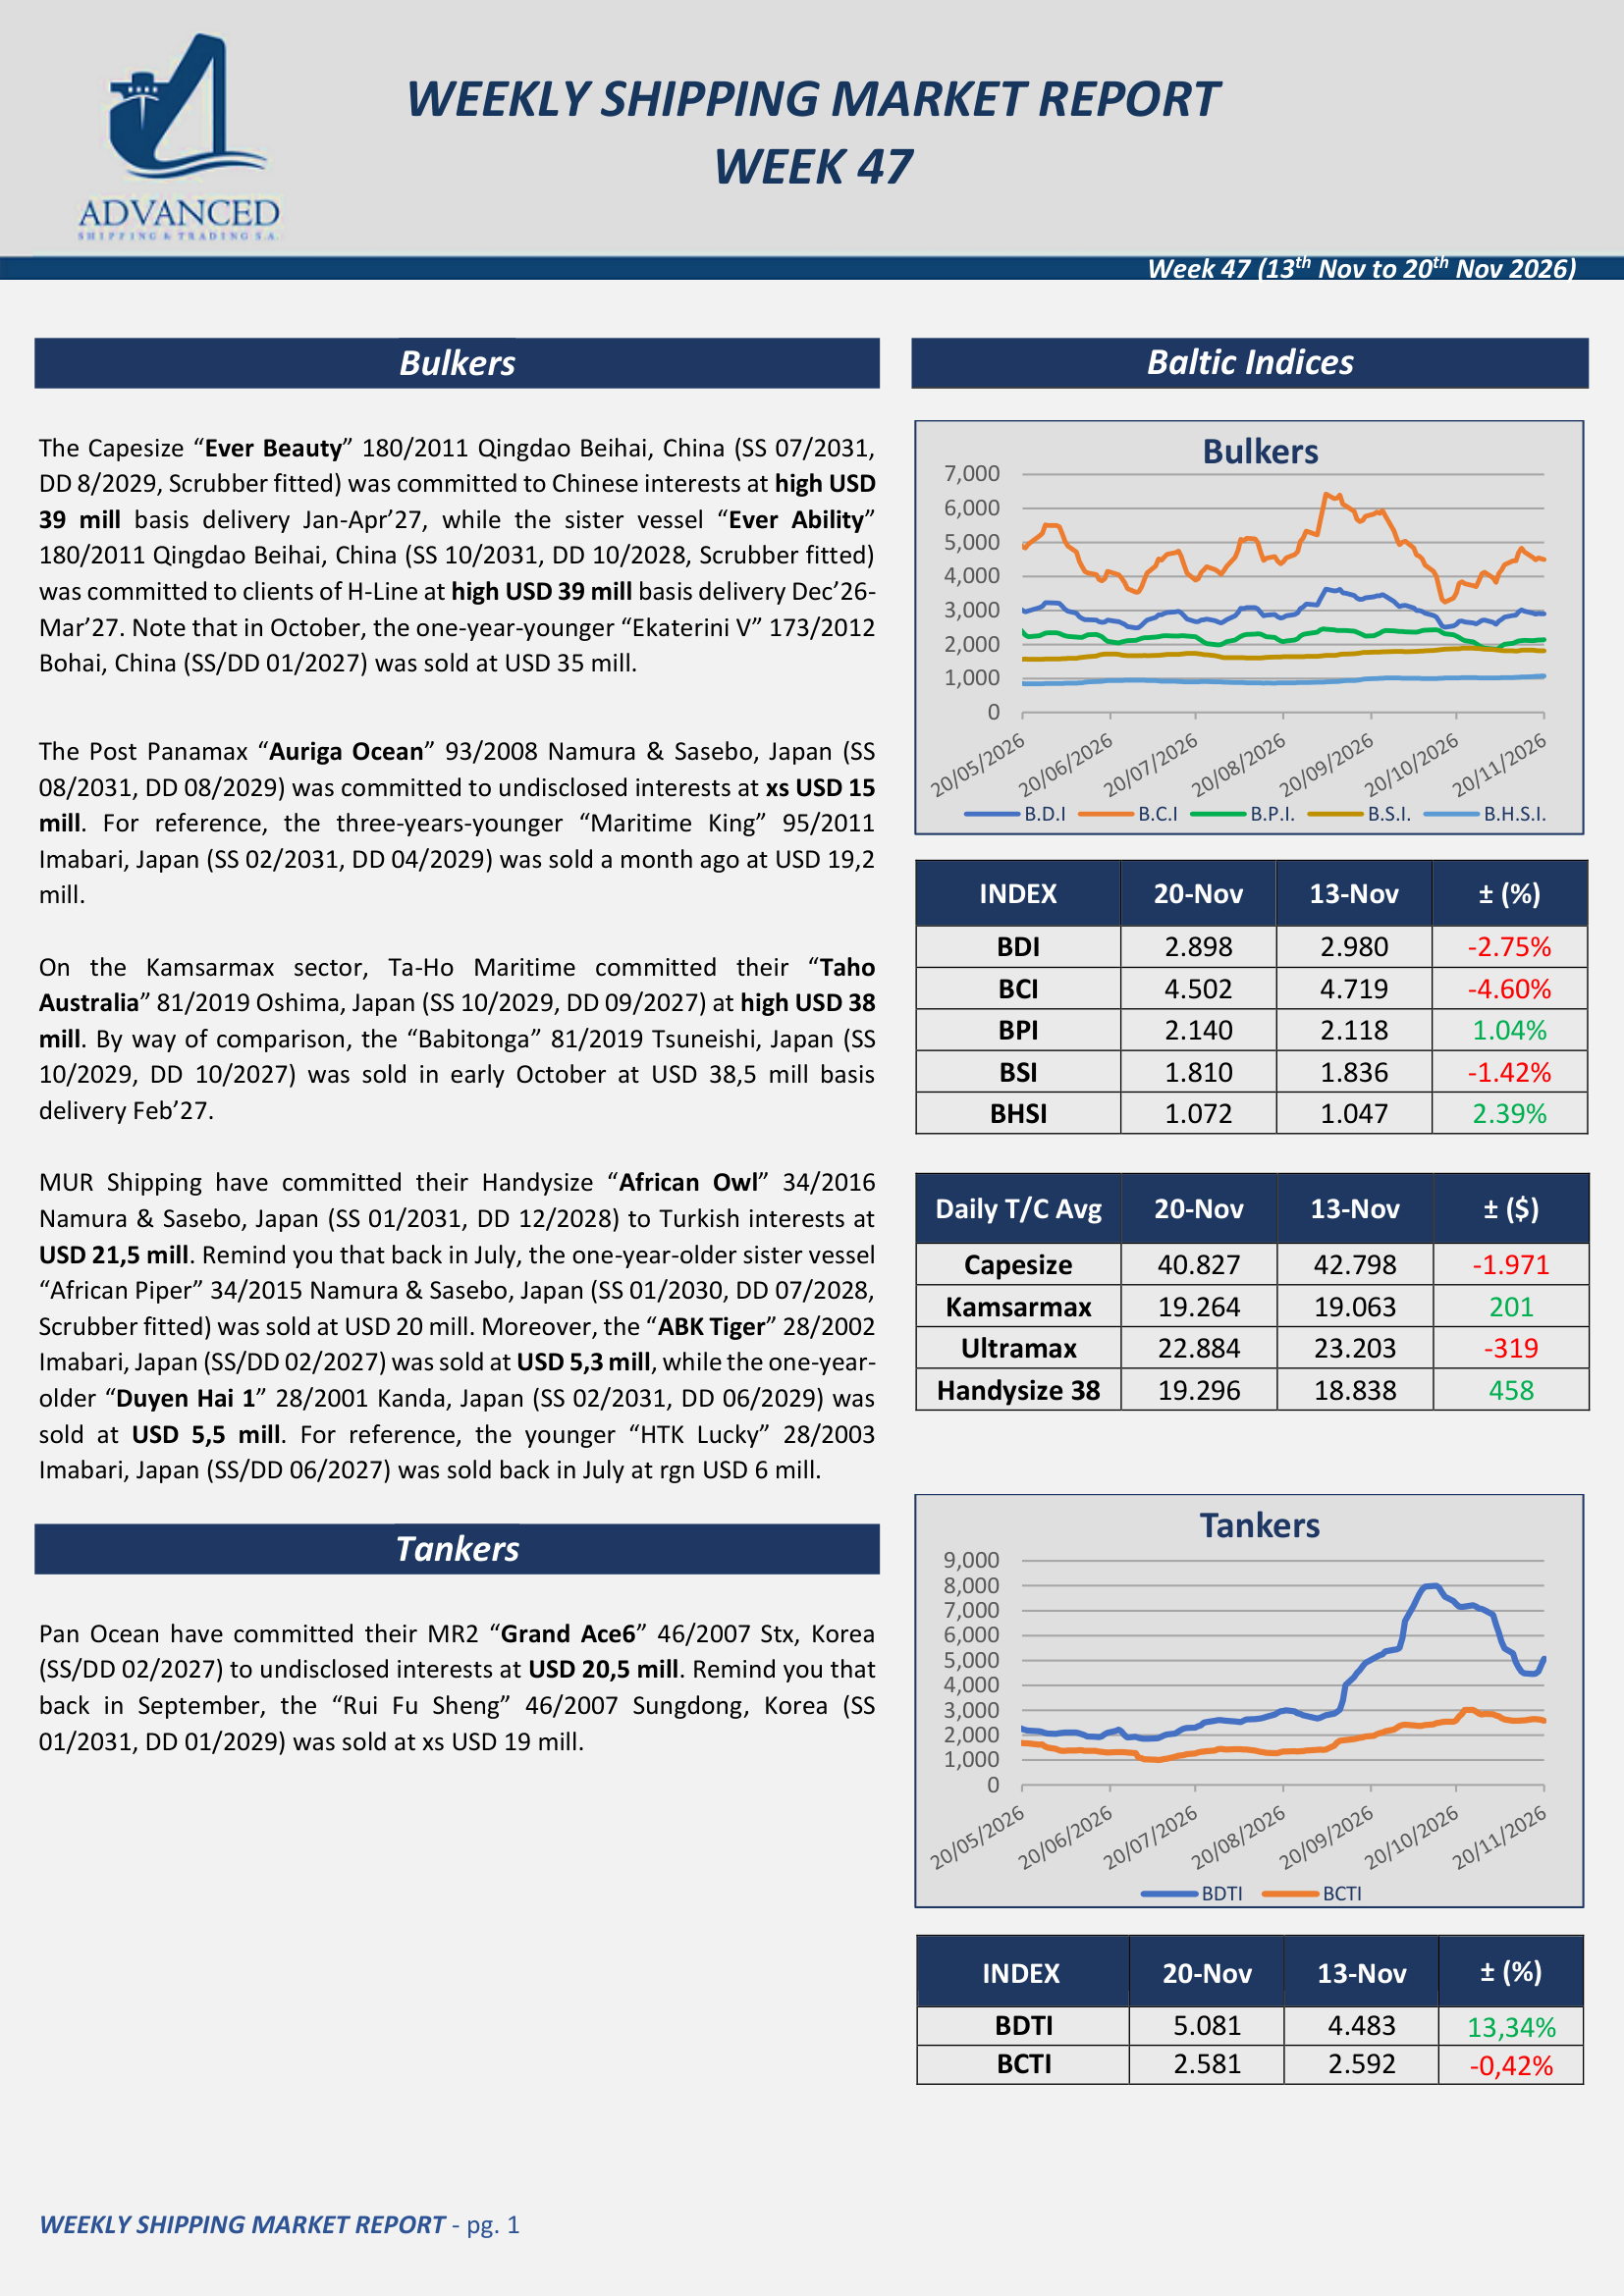 ADVANCED
SHIPPING & TRADING S.A.
WEEKLY SHIPPING MARKET REPORT
WEEK 47
Week 47 (13th Nov to 20th Nov 2026)
Bulkers
The Capesize “Ever Beauty” 180/2011 Qingdao Beihai, China (SS 07/2031,
DD 8/2029, Scrubber fitted) was committed to Chinese interests at high USD
39 mill basis delivery Jan-Apr’27, while the sister vessel “Ever Ability”
180/2011 Qingdao Beihai, China (SS 10/2031, DD 10/2028, Scrubber fitted)
was committed to clients of H-Line at high USD 39 mill basis delivery Dec’26-
Mar’27. Note that in October, the one-year-younger “Ekaterini V” 173/2012
Bohai, China (SS/DD 01/2027) was sold at USD 35 mill.
The Post Panamax “Auriga Ocean” 93/2008 Namura & Sasebo, Japan (SS
08/2031, DD 08/2029) was committed to undisclosed interests at xs USD 15
mill. For reference, the three-years-younger “Maritime King” 95/2011
Imabari, Japan (SS 02/2031, DD 04/2029) was sold a month ago at USD 19,2
mill.
On the Kamsarmax sector, Ta-Ho Maritime committed their “Taho
Australia” 81/2019 Oshima, Japan (SS 10/2029, DD 09/2027) at high USD 38
mill. By way of comparison, the “Babitonga” 81/2019 Tsuneishi, Japan (SS
10/2029, DD 10/2027) was sold in early October at USD 38,5 mill basis
delivery Feb’27.
MUR Shipping have committed their Handysize “African Owl” 34/2016
Namura & Sasebo, Japan (SS 01/2031, DD 12/2028) to Turkish interests at
USD 21,5 mill. Remind you that back in July, the one-year-older sister vessel
“African Piper” 34/2015 Namura & Sasebo, Japan (SS 01/2030, DD 07/2028,
Scrubber fitted) was sold at USD 20 mill. Moreover, the “ABK Tiger” 28/2002
Imabari, Japan (SS/DD 02/2027) was sold at USD 5,3 mill, while the one-year-
older “Duyen Hai 1” 28/2001 Kanda, Japan (SS 02/2031, DD 06/2029) was
sold at USD 5,5 mill. For reference, the younger “HTK Lucky” 28/2003
Imabari, Japan (SS/DD 06/2027) was sold back in July at rgn USD 6 mill.
Tankers
Pan Ocean have committed their MR2 “Grand Ace6” 46/2007 Stx, Korea
(SS/DD 02/2027) to undisclosed interests at USD 20,5 mill. Remind you that
back in September, the “Rui Fu Sheng” 46/2007 Sungdong, Korea (SS
01/2031, DD 01/2029) was sold at xs USD 19 mill.
Baltic Indices
Bulkers
7,000
6,000
5,000
4,000
3,000
2,000
1,000
0
20/05/2026 20/06/2026 20/07/2026 20/08/2026 20/09/2026 20/10/2026 20/11/2026
B.D.I B.C.I B.P.I. B.S.I. B.H.S.I.
INDEX 20-Nov 13-Nov ± (%)
BDI 2.898 2.980 -2.75%
BCI 4.502 4.719 -4.60%
BPI 2.140 2.118 1.04%
BSI 1.810 1.836 -1.42%
BHSI 1.072 1.047 2.39%
Daily T/C Avg 20-Nov 13-Nov ± ($)
Capesize 40.827 42.798 -1.971
Kamsarmax 19.264 19.063 201
Ultramax 22.884 23.203 -319
Handysize 38 19.296 18.838 458
Tankers
9,000
8,000
7,000
6,000
5,000
4,000
3,000
2,000
1,000
0
20/05/2026 20/06/2026 20/07/2026 20/08/2026 20/09/2026 20/10/2026 20/11/2026
BDTI BCTI
INDEX 20-Nov 13-Nov ± (%)
BDTI 5.081 4.483 13,34%
BCTI 2.581 2.592 -0,42%
WEEKLY SHIPPING MARKET REPORT - pg. 1